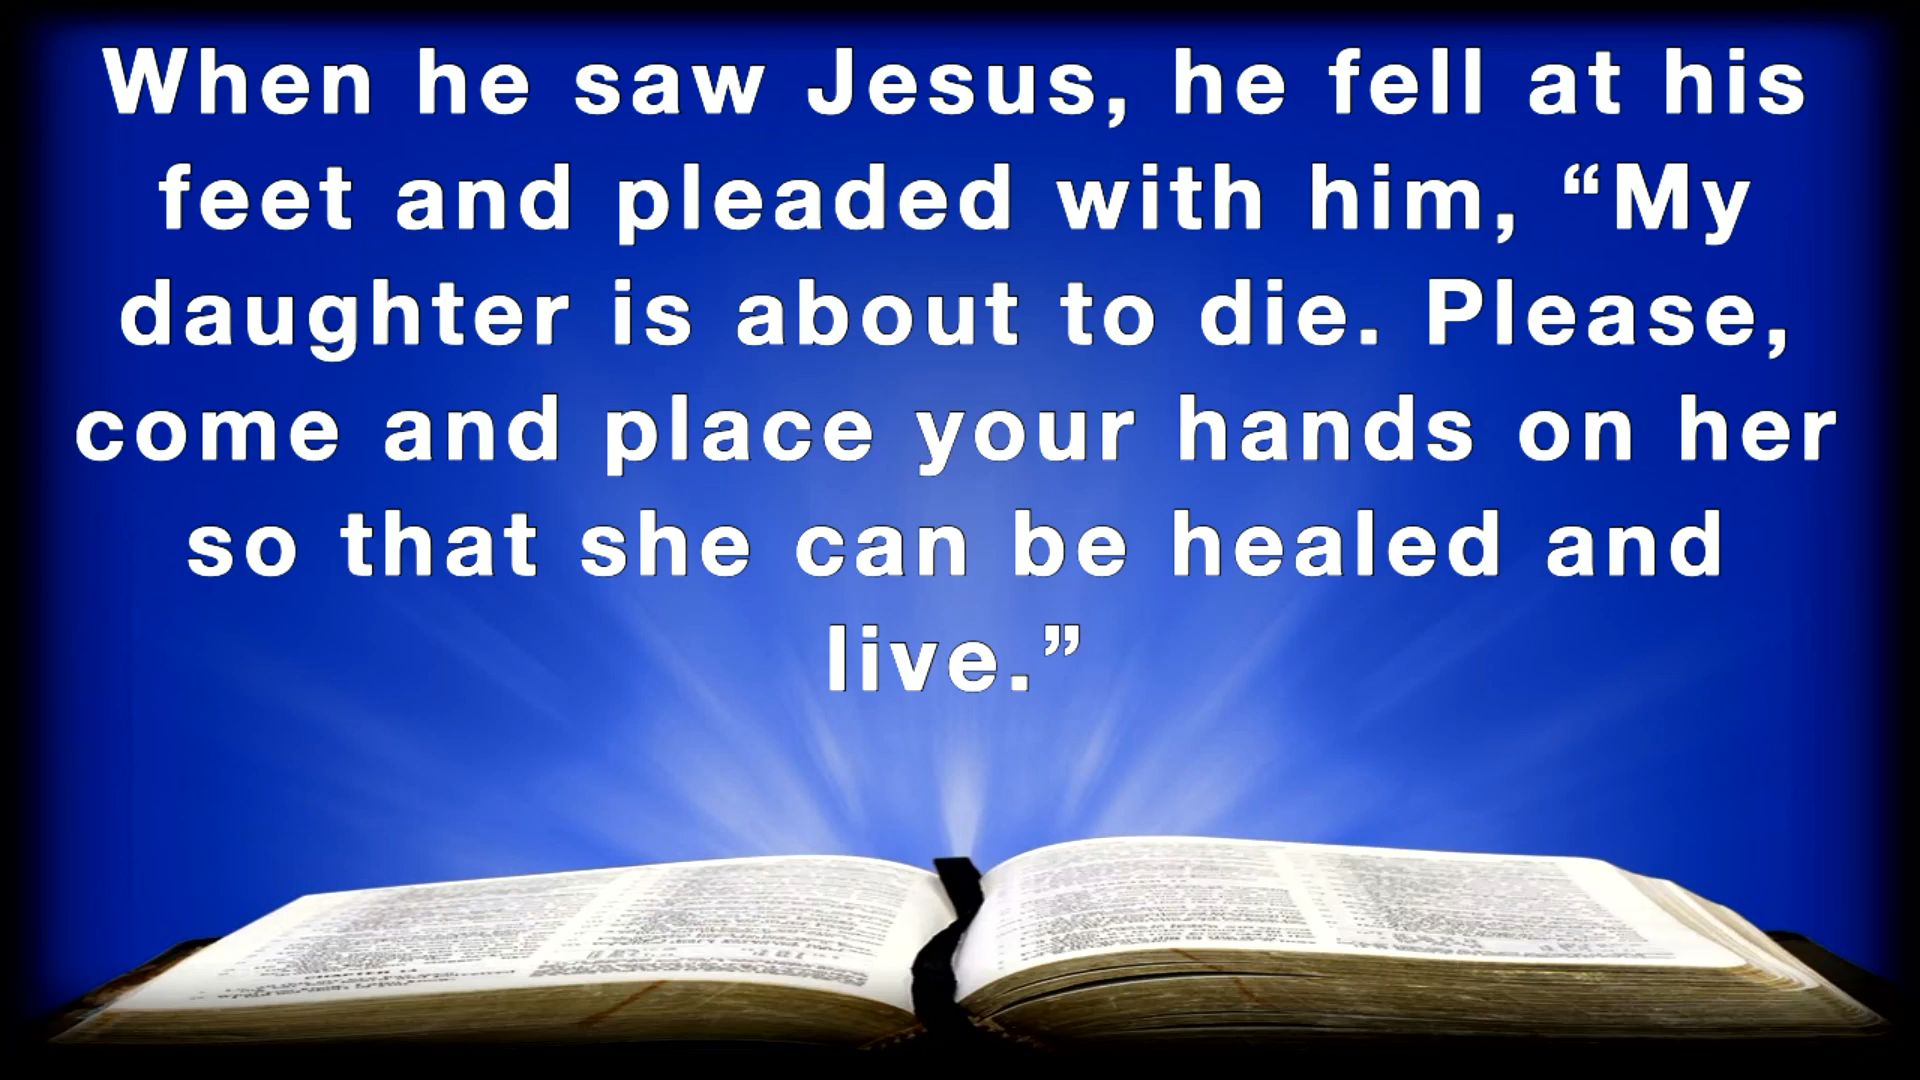 When he saw Jesus, he fell at his
feet and pleaded with him, “My
daughter is about to die. Please,
come and place your hands on her
so that she can be healed and
live.”